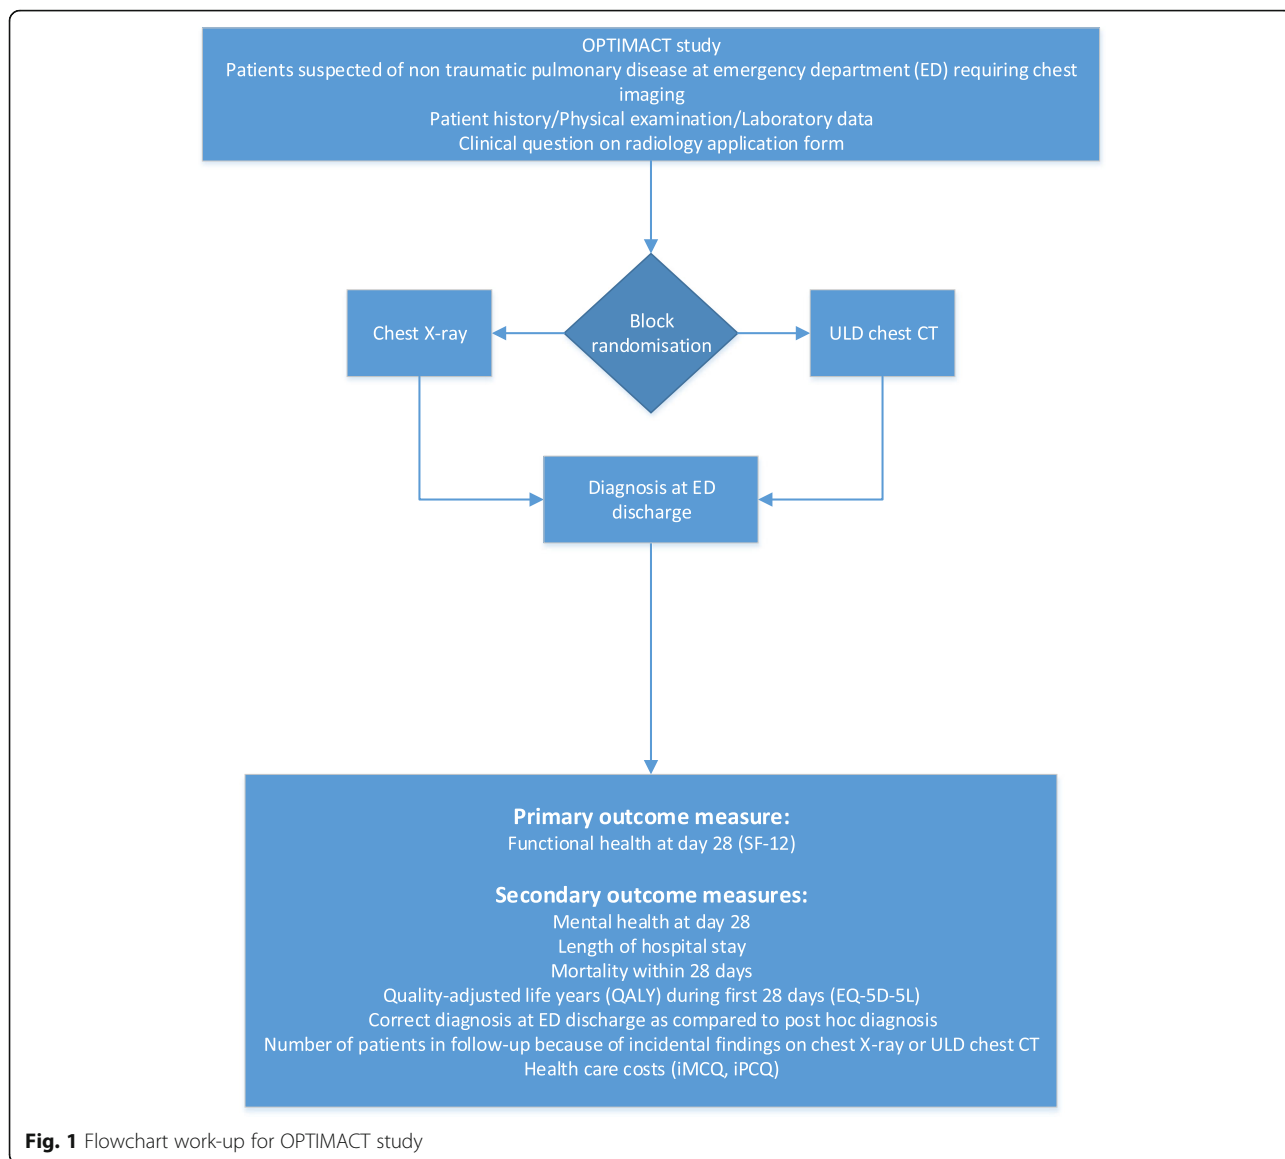 OPTIMACT study
Patients suspected of non traumatic pulmonary disease at emergency department (ED) requiring chest
imaging
Patient history/Physical examination/Laboratory data
Clinical question on radiology application form
Chest X-ray
Block
randomisation
ULD chest CT
Diagnosis at ED
discharge
Primary outcome measure:
Functional health at day 28 (SF-12)
Secondary outcome measures:
Mental health at day 28
Length of hospital stay
Mortality within 28 days
Quality-adjusted life years (QALY) during first 28 days (EQ-5D-5L)
Correct diagnosis at ED discharge as compared to post hoc diagnosis
Number of patients in follow-up because of incidental findings on chest X-ray or ULD chest CT
Health care costs (iMCQ, iPCQ)
Fig. 1 Flowchart work-up for OPTIMACT study